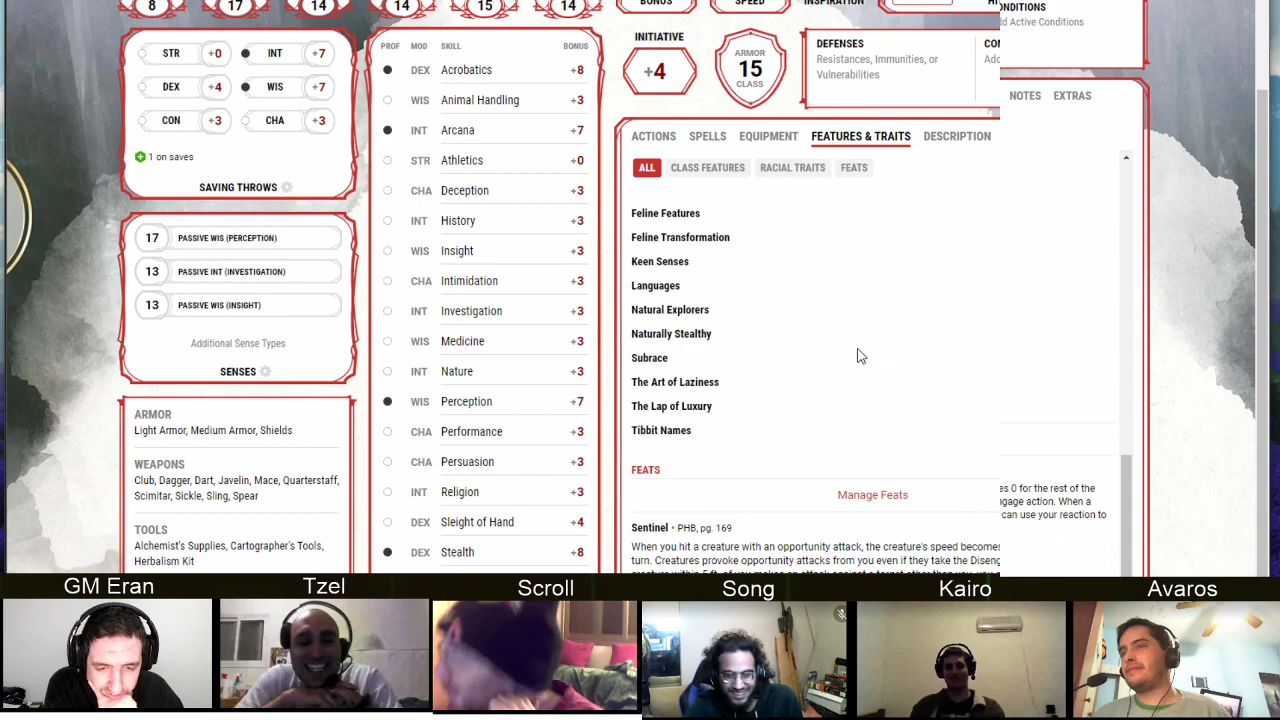 8 17 14 14 15 14
BONUS SPEED INSPIRATION
CONDITIONS
Active Conditions
STR +0 INT +7
DEX +4 WIS +7
CON +3 CHA +3
1 on saves
SAVING THROWS
17 PASSIVE WIS (PERCEPTION)
13 PASSIVE INT (INVESTIGATION)
13 PASSIVE WIS (INSIGHT)
Additional Sense Types
SENSES
ARMOR
Light Armor, Medium Armor, Shields
WEAPONS
Club, Dagger, Dart, Javelin, Mace, Quarterstaff,
Scimitar, Sickle, Sling, Spear
TOOLS
Alchemist's Supplies, Cartographer's Tools,
Herbalism Kit
PROF MOD SKILL BONUS
DEX Acrobatics +8
WIS Animal Handling +3
INT Arcana +7
STR Athletics +0
CHA Deception +3
INT History +3
WIS Insight +3
CHA Intimidation +3
INT Investigation +3
WIS Medicine +3
INT Nature +3
WIS Perception +7
CHA Performance +3
CHA Persuasion +3
INT Religion +3
DEX Sleight of Hand +4
DEX Stealth +8
INITIATIVE
+4
ARMOR
15
CLASS
DEFENSES
Resistances, Immunities, or
Vulnerabilities
NOTES EXTRAS
ACTIONS SPELLS EQUIPMENT FEATURES & TRAITS DESCRIPTION
ALL CLASS FEATURES RACIAL TRAITS FEATS
Feline Features
Feline Transformation
Keen Senses
Languages
Natural Explorers
Naturally Stealthy
Subrace
The Art of Laziness
The Lap of Luxury
Tibbit Names
FEATS
Manage Feats
Sentinel • PHB, pg. 169
When you hit a creature with an opportunity attack, the creature's speed becomes
turn. Creatures provoke opportunity attacks from you even if they take the Diseng
es 0 for the rest of the
ngage action. When a
can use your reaction to
GM Eran Tzel Scroll Song Kairo Avaros